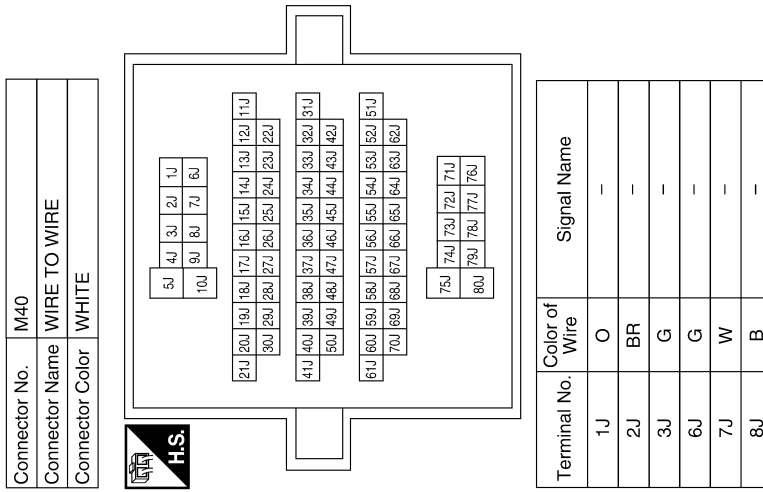 Connector No. M40
Connector Name WIRE TO WIRE
Connector Color WHITE
H.S.
5J 4J 3J 2J 1J
10J 9J 8J 7J 6J
21J 20J 19J 18J 17J 16J 15J 14J 13J 12J 11J
30J 29J 28J 27J 26J 25J 24J 23J 22J
41J 40J 39J 38J 37J 36J 35J 34J 33J 32J 31J
50J 49J 48J 47J 46J 45J 44J 43J 42J
61J 60J 59J 58J 57J 56J 55J 54J 53J 52J 51J
70J 69J 68J 67J 66J 65J 64J 63J 62J
75J 74J 73J 72J 71J
80J 79J 78J 77J 76J
Terminal No. Color of Wire Signal Name
1J O –
2J BR –
3J G –
6J G –
7J W –
8J B –